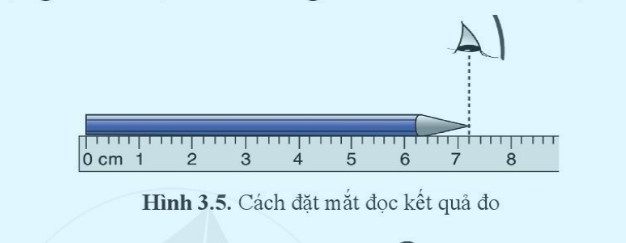 0 cm 1 2 3 4 5 6 7 8
Hình 3.5. Cách đặt mắt đọc kết quả đo